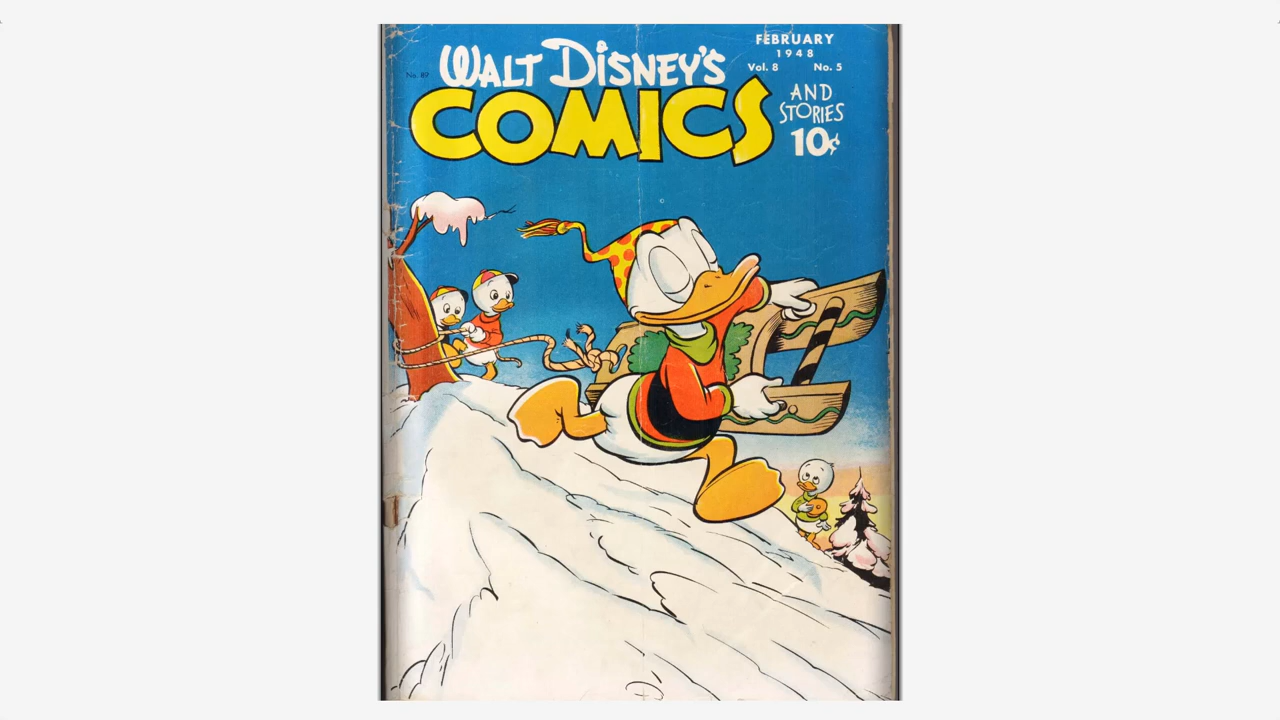 FEBRUARY
1948
Vol. 8 No. 5
No. 89
WALT DISNEY'S
COMICS
AND
STORIES
10¢